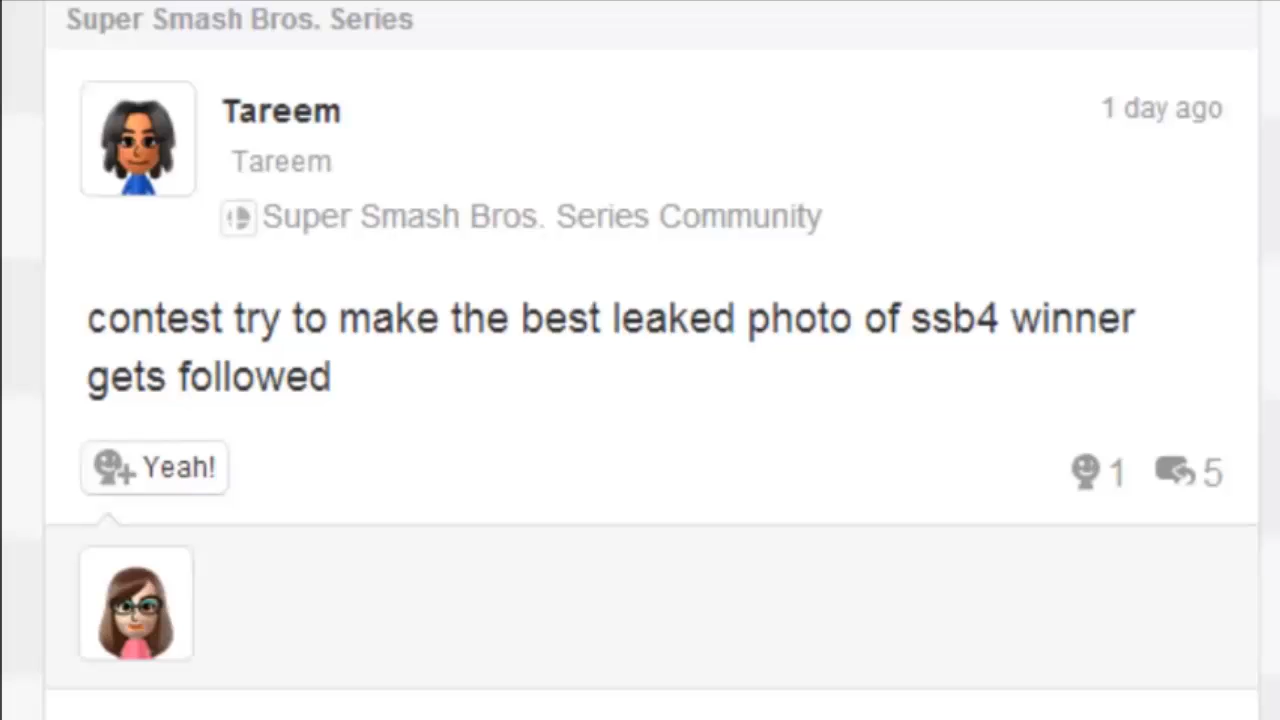 Super Smash Bros. Series
Tareem
1 day ago
Tareem
Super Smash Bros. Series Community
contest try to make the best leaked photo of ssb4 winner
gets followed
Yeah!
1
5